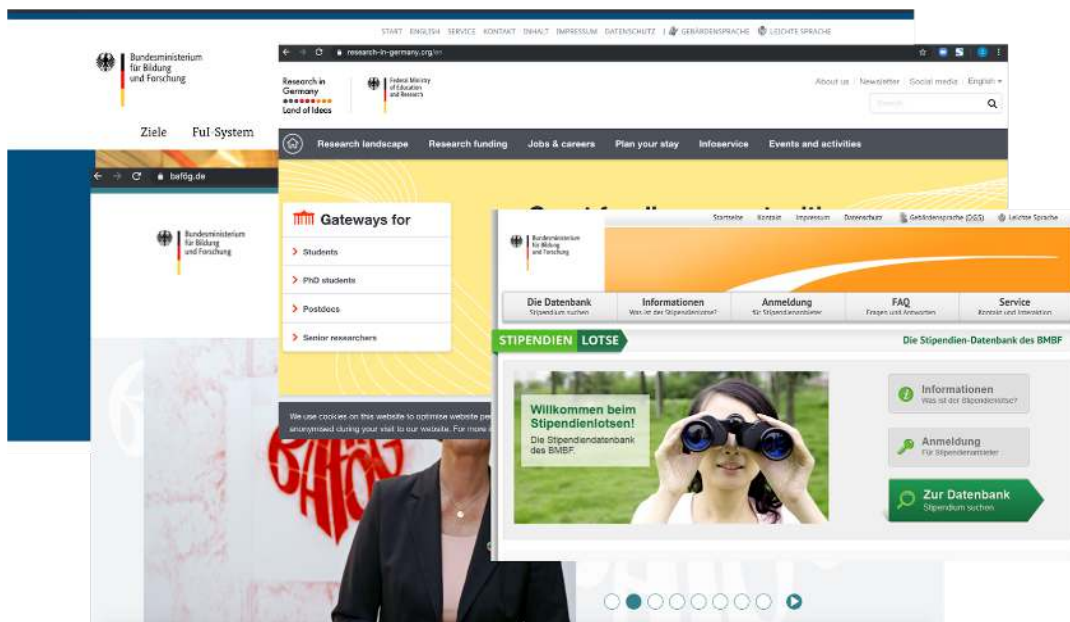 START ENGLISH SERVICE KONTAKT INHALT IMPRESSUM DATENSCHUTZ | GEBÄRDENSPRACHE LEICHTE SPRACHE
Bundesministerium
für Bildung
und Forschung
Ziele FuI-System
research-in-germany.org/en
Research in
Germany
Land of Ideas
Federal Ministry
of Education
and Research
About us Newsletter Social media English
Search
Research landscape Research funding Jobs & careers Plan your stay Infoservice Events and activities
Gateways for
Students
PhD students
Postdocs
Senior researchers
We use cookies on this website to optimise website
anonymised during your visit to our website. For more
bafög.de
Bundesministerium
für Bildung
und Forschung
BAföG
Startseite Kontakt Impressum Datenschutz Gebärdensprache (DGS) Leichte Sprache
Bundesministerium
für Bildung
und Forschung
Die Datenbank Informationen Anmeldung FAQ Service
Stipendium suchen Was ist der Stipendienlotse? für Stipendienanbieter Fragen und Antworten Kontakt und Interaktion
STIPENDIEN LOTSE
Die Stipendien-Datenbank des BMBF
Willkommen beim
Stipendienlotsen!
Die Stipendiendatenbank
des BMBF.
Informationen
Was ist der Stipendienlotse?
Anmeldung
Für Stipendienanbieter
Zur Datenbank
Stipendium suchen